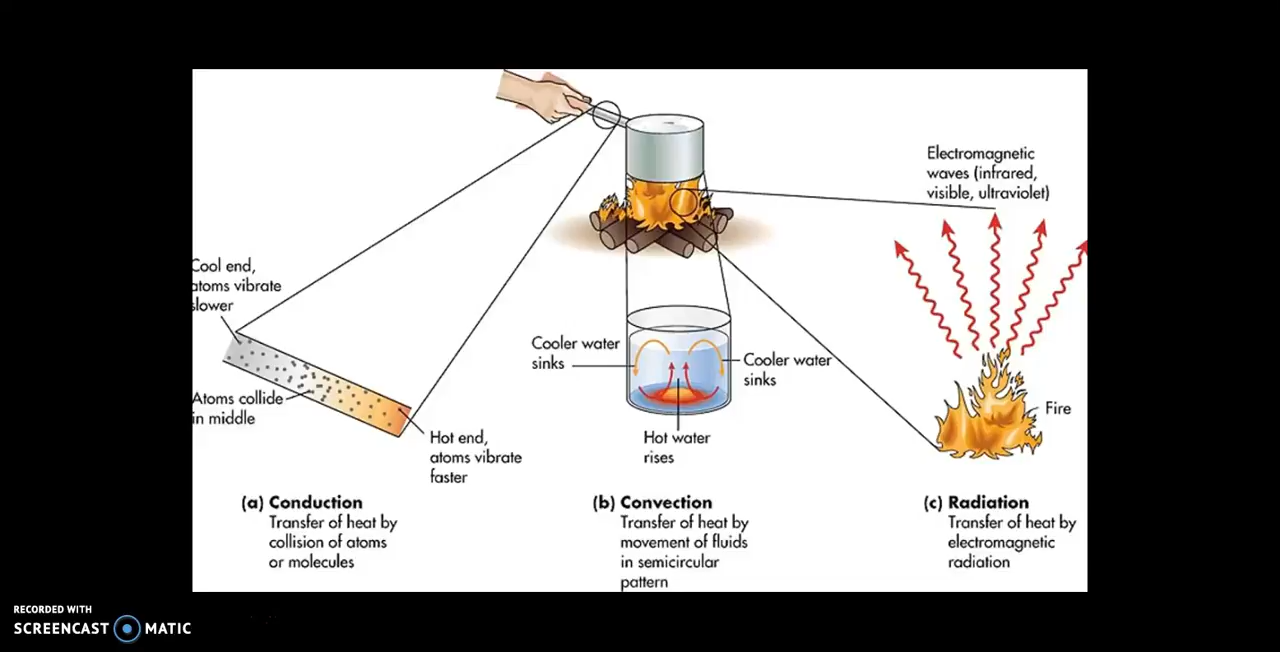 Electromagnetic
waves (infrared,
visible, ultraviolet)
Cool end,
atoms vibrate
slower
Atoms collide
in middle
Hot end,
atoms vibrate
faster
Cooler water
sinks
Cooler water
sinks
Hot water
rises
Fire
(a) Conduction
Transfer of heat by
collision of atoms
or molecules
(b) Convection
Transfer of heat by
movement of fluids
in semicircular
pattern
(c) Radiation
Transfer of heat by
electromagnetic
radiation
RECORDED WITH
SCREENCAST MATIC